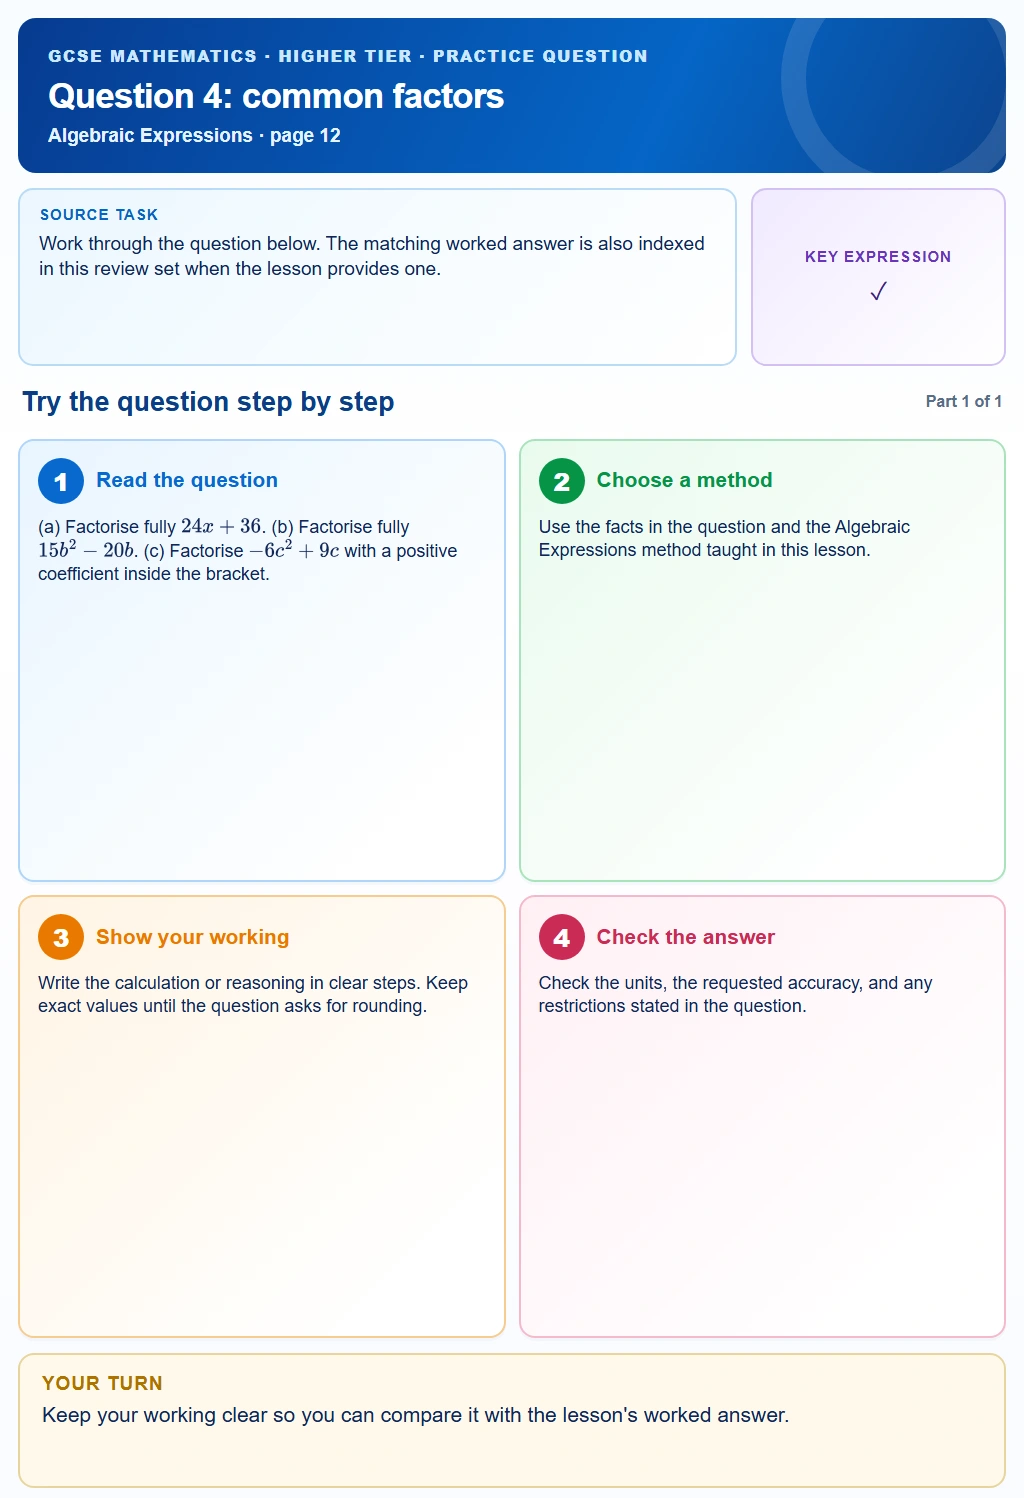 GCSE MATHEMATICS · HIGHER TIER · PRACTICE QUESTION
Question 4: common factors
Algebraic Expressions · page 12
SOURCE TASK
Work through the question below. The matching worked answer is also indexed
in this review set when the lesson provides one.
KEY EXPRESSION
✓
Try the question step by step
Part 1 of 1
1 Read the question
(a) Factorise fully 24x + 36. (b) Factorise fully
15b² − 20b. (c) Factorise −6c² + 9c with a positive
coefficient inside the bracket.
2 Choose a method
Use the facts in the question and the Algebraic
Expressions method taught in this lesson.
3 Show your working
Write the calculation or reasoning in clear steps. Keep
exact values until the question asks for rounding.
4 Check the answer
Check the units, the requested accuracy, and any
restrictions stated in the question.
YOUR TURN
Keep your working clear so you can compare it with the lesson's worked answer.